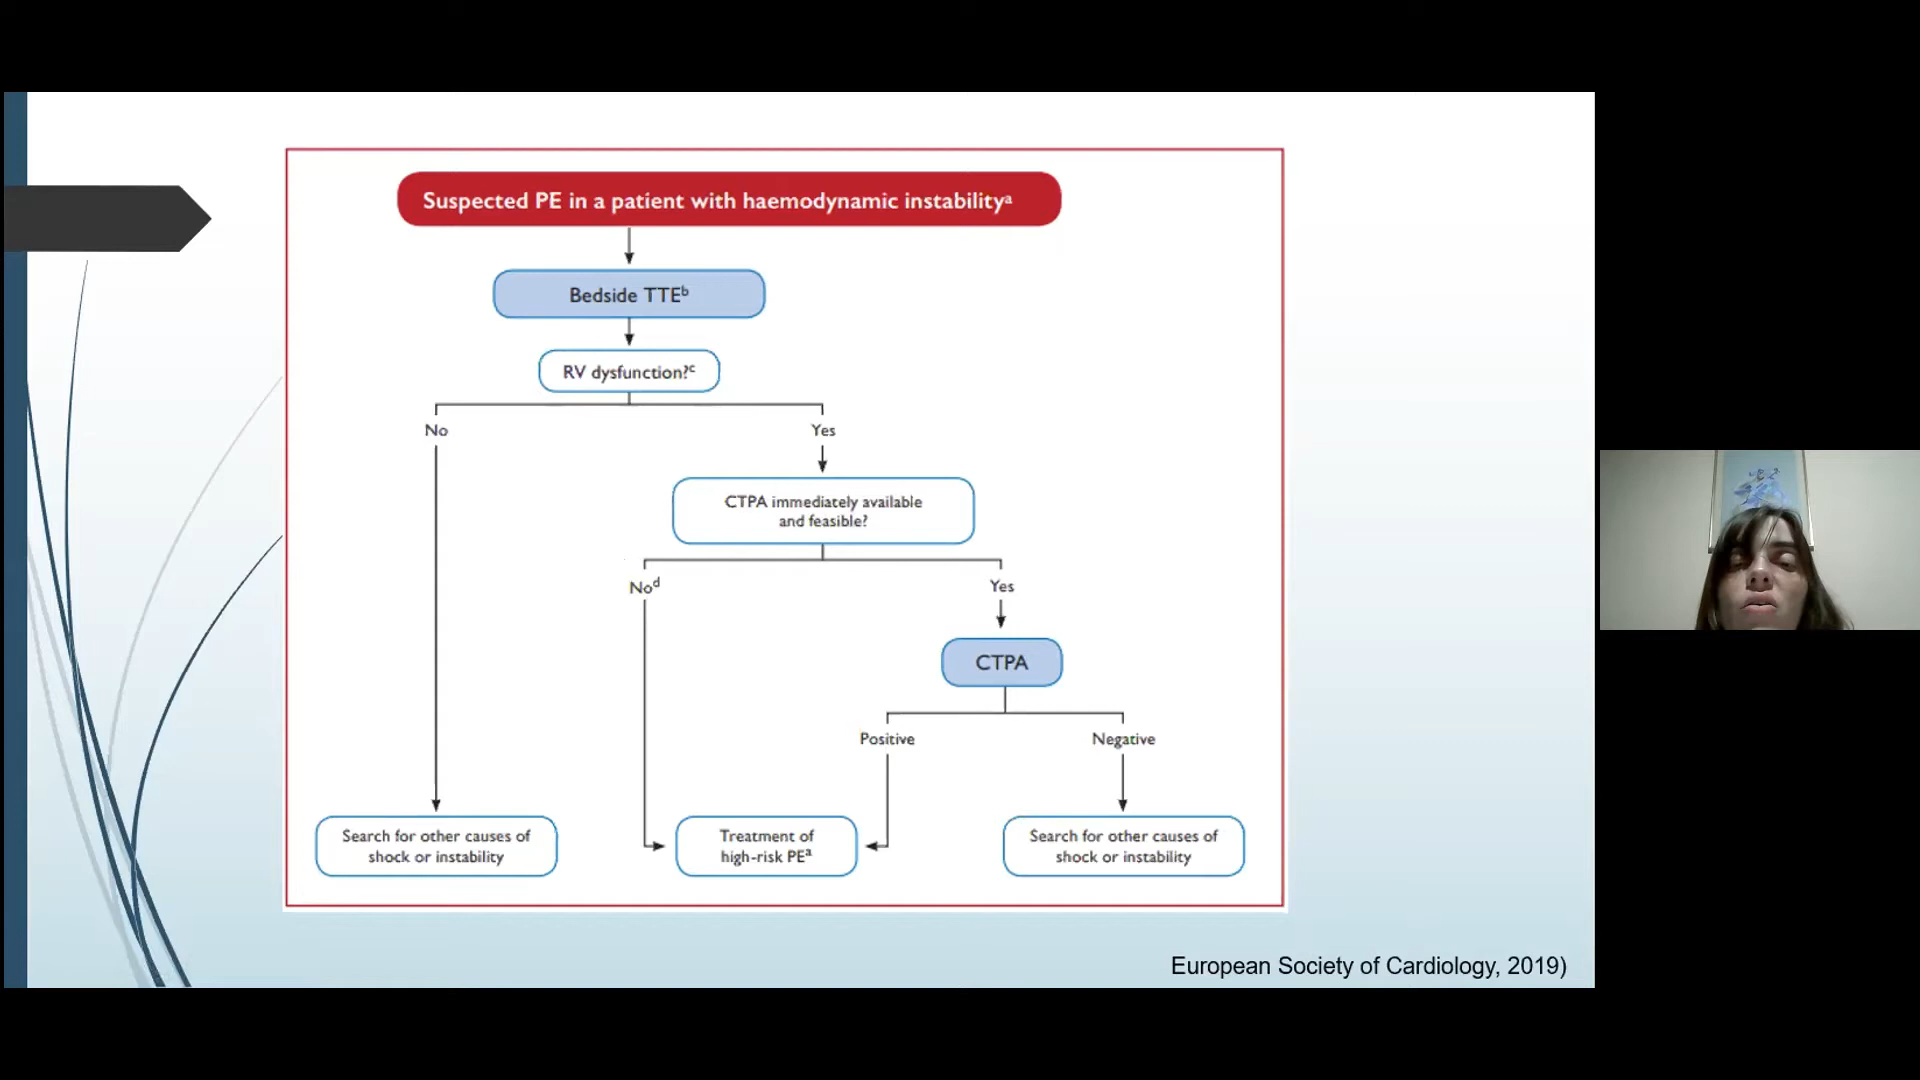 Suspected PE in a patient with haemodynamic instabilityᵃ
Bedside TTEᵇ
RV dysfunction?ᶜ
No
Yes
CTPA immediately available
and feasible?
Noᵈ
Yes
CTPA
Positive
Negative
Search for other causes of
shock or instability
Treatment of
high-risk PEᵃ
Search for other causes of
shock or instability
European Society of Cardiology, 2019)